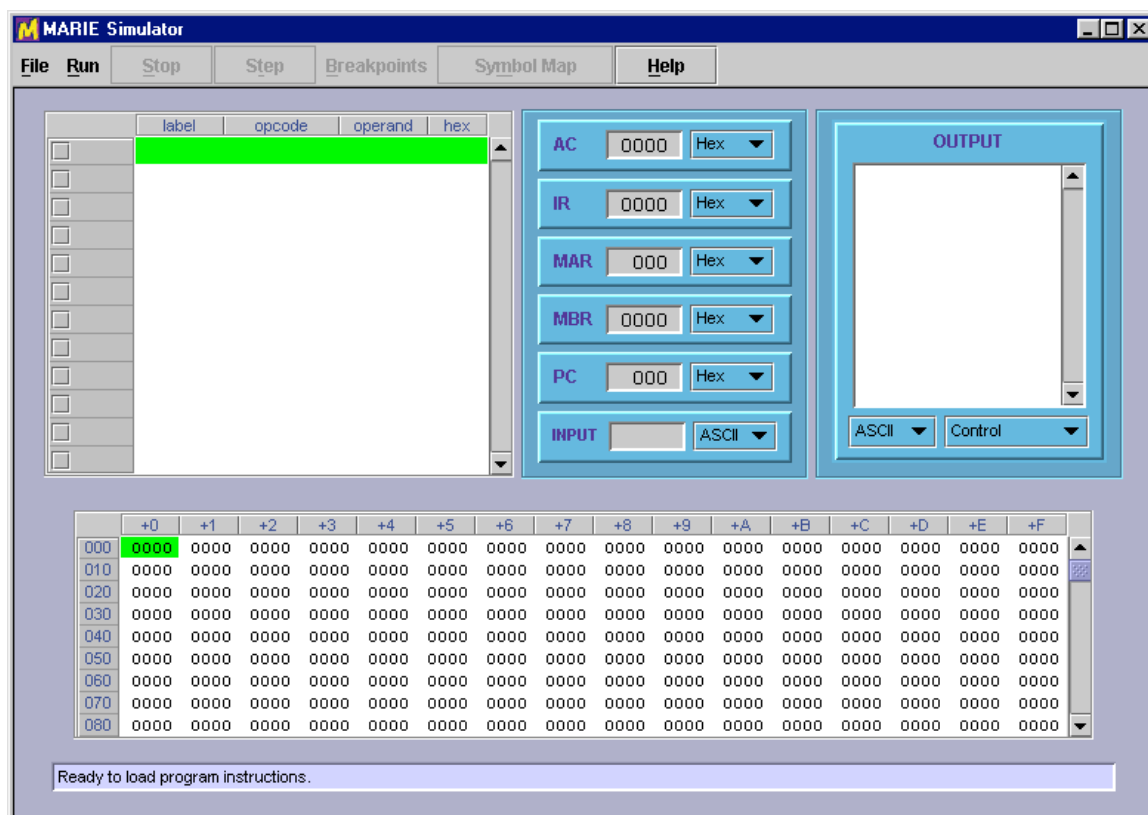 MARIE Simulator
File Run Stop Step Breakpoints Symbol Map Help
label opcode operand hex
AC 0000 Hex
IR 0000 Hex
MAR 000 Hex
MBR 0000 Hex
PC 000 Hex
INPUT ASCII
OUTPUT
ASCII Control
+0 +1 +2 +3 +4 +5 +6 +7 +8 +9 +A +B +C +D +E +F
000 0000 0000 0000 0000 0000 0000 0000 0000 0000 0000 0000 0000 0000 0000 0000 0000
010 0000 0000 0000 0000 0000 0000 0000 0000 0000 0000 0000 0000 0000 0000 0000 0000
020 0000 0000 0000 0000 0000 0000 0000 0000 0000 0000 0000 0000 0000 0000 0000 0000
030 0000 0000 0000 0000 0000 0000 0000 0000 0000 0000 0000 0000 0000 0000 0000 0000
040 0000 0000 0000 0000 0000 0000 0000 0000 0000 0000 0000 0000 0000 0000 0000 0000
050 0000 0000 0000 0000 0000 0000 0000 0000 0000 0000 0000 0000 0000 0000 0000 0000
060 0000 0000 0000 0000 0000 0000 0000 0000 0000 0000 0000 0000 0000 0000 0000 0000
070 0000 0000 0000 0000 0000 0000 0000 0000 0000 0000 0000 0000 0000 0000 0000 0000
080 0000 0000 0000 0000 0000 0000 0000 0000 0000 0000 0000 0000 0000 0000 0000 0000
Ready to load program instructions.